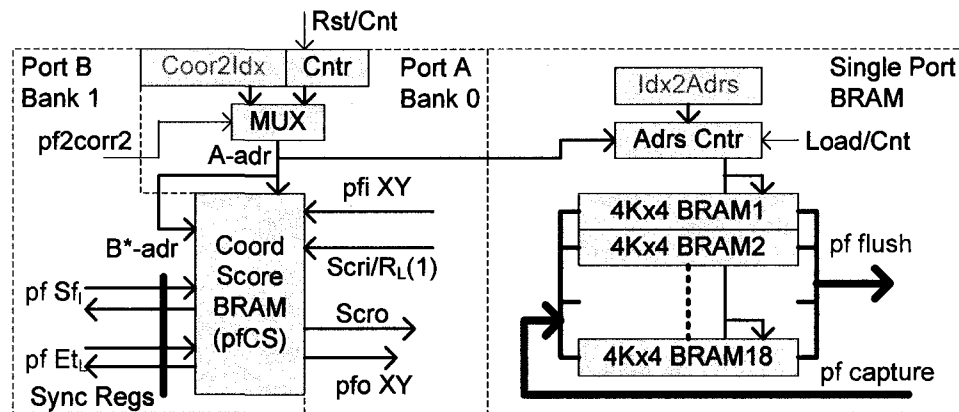 Rst/Cnt
Port B
Bank 1
Coor2Idx
Cntr
Port A
Bank 0
Single Port
BRAM
Idx2Adrs
MUX
pf2corr2
A-adr
Adrs Cntr
Load/Cnt
pfi XY
4Kx4 BRAM1
4Kx4 BRAM2
B*-adr
Coord
Score
BRAM
(pfCS)
Scri/RL(1)
pf flush
pf SfI
Scro
pf EtL
pfo XY
4Kx4 BRAM18
Sync Regs
pf capture